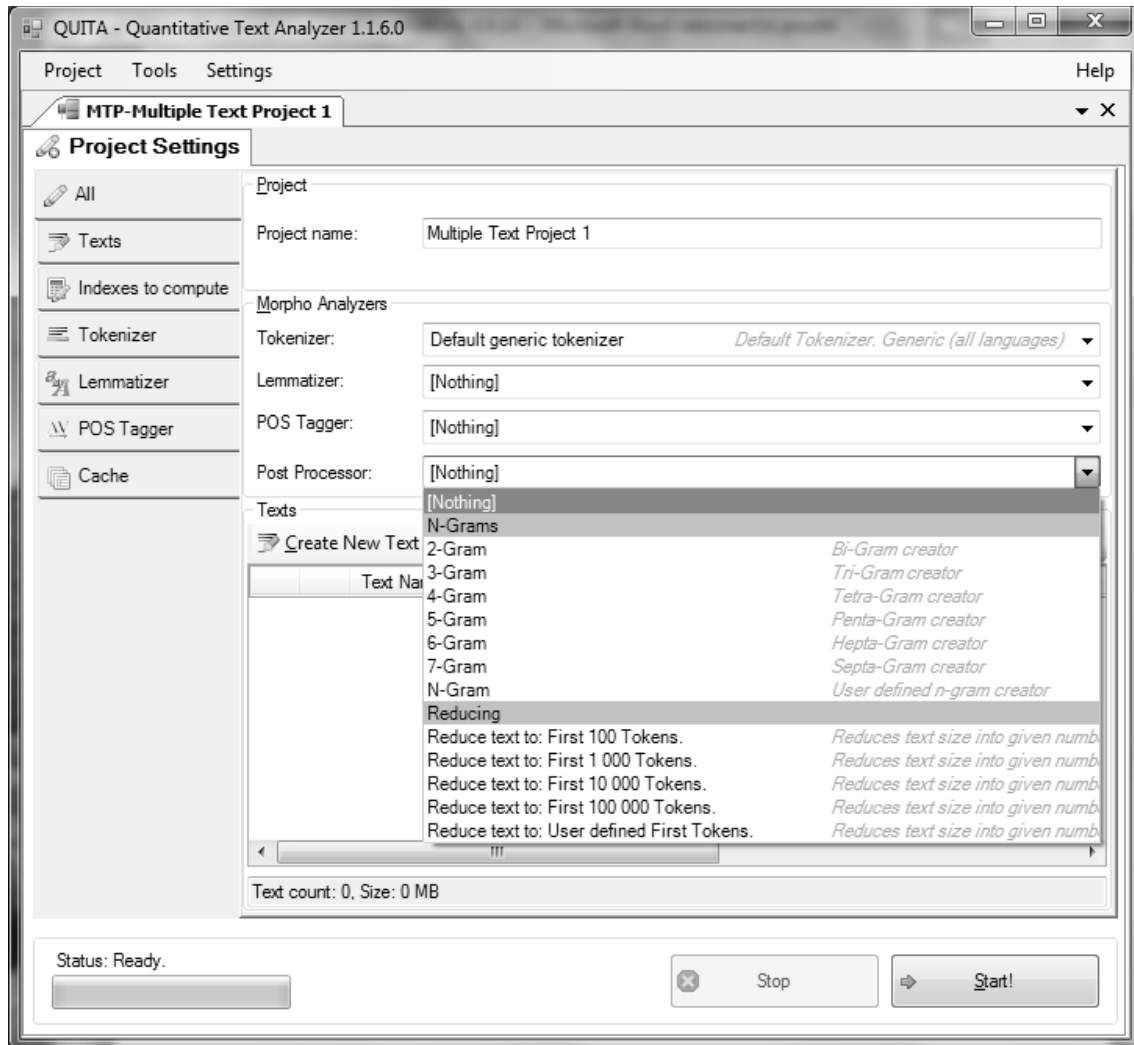 QUITA - Quantitative Text Analyzer 1.1.6.0
Project Tools Settings Help
MTP-Multiple Text Project 1
Project Settings
All
Texts
Indexes to compute
Tokenizer
Lemmatizer
POS Tagger
Cache
Project
Project name: Multiple Text Project 1
Morpho Analyzers
Tokenizer: Default generic tokenizer Default Tokenizer. Generic (all languages) .
Lemmatizer: [Nothing]
POS Tagger: [Nothing]
Post Processor: [Nothing]
[Nothing]
N-Grams
2-Gram Bi-Gram creator
3-Gram Tri-Gram creator
4-Gram Tetra-Gram creator
5-Gram Penta-Gram creator
6-Gram Hepta-Gram creator
7-Gram Septa-Gram creator
N-Gram User defined n-gram creator
Reducing
Reduce text to: First 100 Tokens. Reduces text size into given numb
Reduce text to: First 1 000 Tokens. Reduces text size into given numb
Reduce text to: First 10 000 Tokens. Reduces text size into given numb
Reduce text to: First 100 000 Tokens. Reduces text size into given numb
Reduce text to: User defined First Tokens. Reduces text size into given numb
Texts
Create New Text
Text Na
Text count: 0, Size: 0 MB
Status: Ready.
Stop
Start!